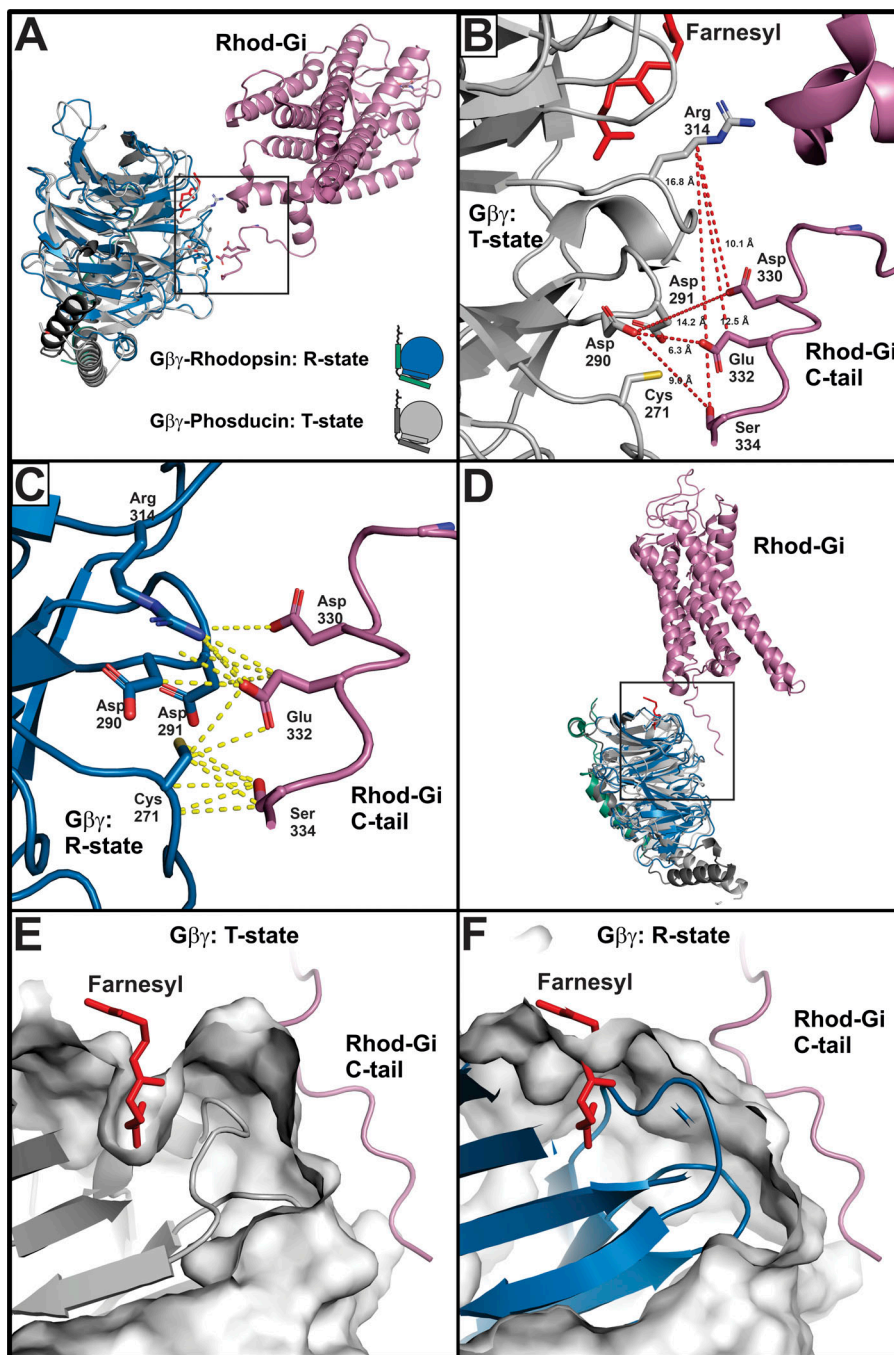 A
Rhod-Gi
Gβγ-Rhodopsin: R-state
Gβγ-Phosducin: T-state
B
Farnesyl
Arg
314
16.8 Å
Gβγ:
T-state
10.1 Å
Asp
330
Asp
291
14.2 Å
12.5 Å
Asp
290
6.3 Å
Glu
332
Rhod-Gi
C-tail
Cys
271
Ser
334
C
Arg
314
Asp
330
Asp
290
Asp
291
Glu
332
Cys
271
Ser
334
Rhod-Gi
C-tail
Gβγ:
R-state
D
Rhod-Gi
E
Gβγ: T-state
Farnesyl
Rhod-Gi
C-tail
F
Gβγ: R-state
Farnesyl
Rhod-Gi
C-tail